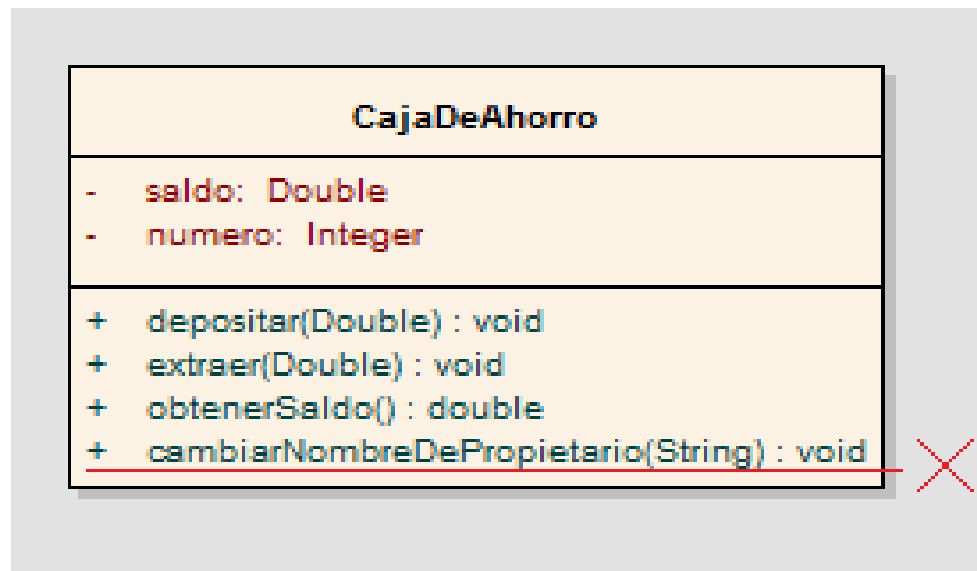 CajaDeAhorro
- saldo: Double
- numero: Integer
+ depositar(Double) : void
+ extraer(Double) : void
+ obtenerSaldo() : double
+ cambiarNombreDePropietario(String) : void